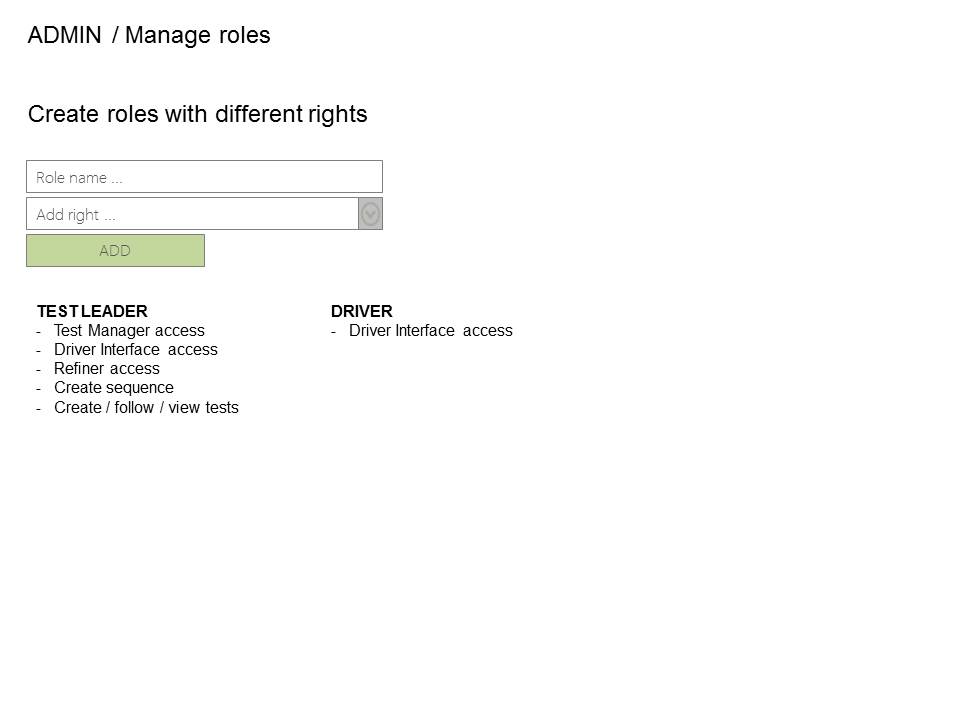 ADMIN / Manage roles
Create roles with different rights
Role name ...
Add right ...
ADD
TEST LEADER
- Test Manager access
- Driver Interface access
- Refiner access
- Create sequence
- Create / follow / view tests
DRIVER
- Driver Interface access